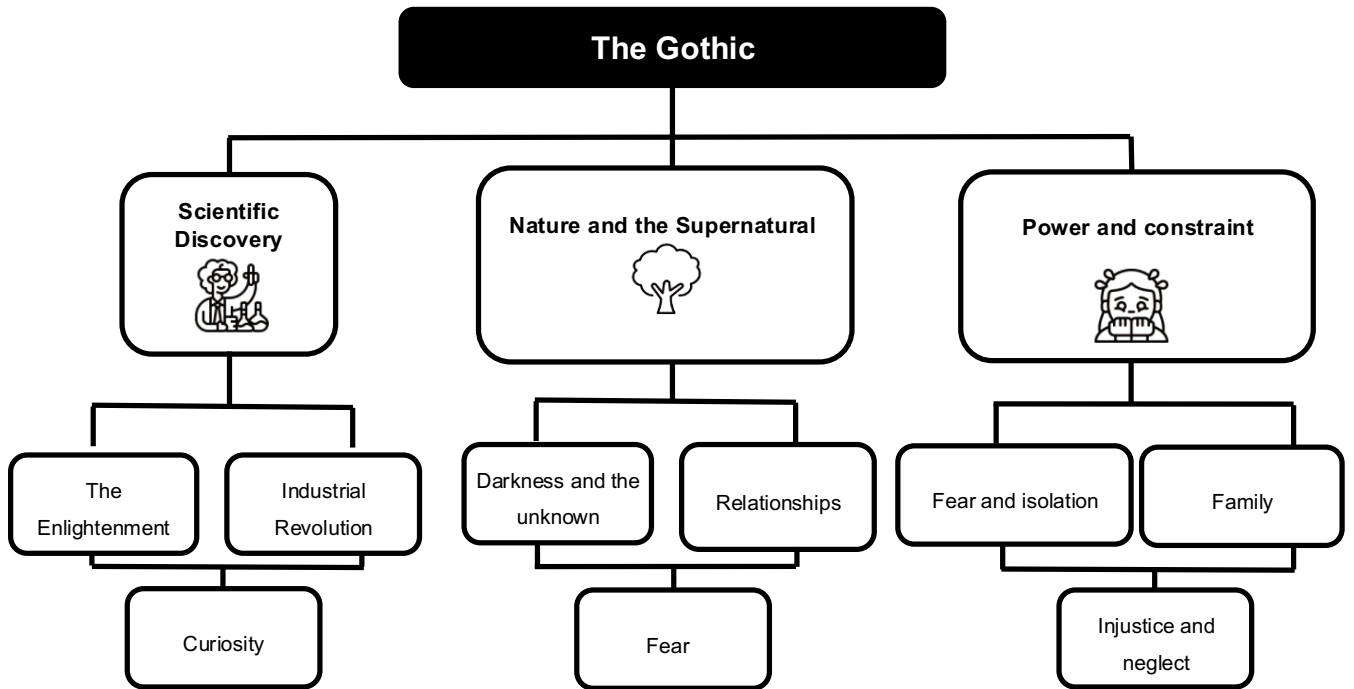 The Gothic
Scientific
Discovery
Nature and the Supernatural
Power and constraint
The
Enlightenment
Industrial
Revolution
Darkness and the
unknown
Relationships
Fear and isolation
Family
Curiosity
Fear
Injustice and
neglect